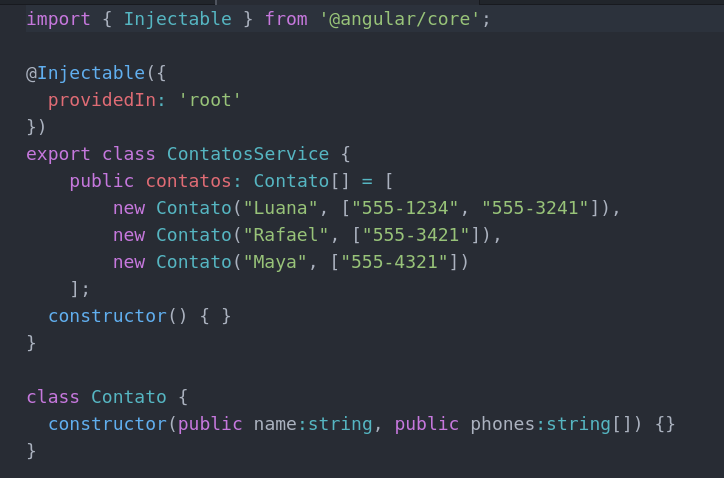 import { Injectable } from '@angular/core';
@Injectable({
  providedIn: 'root'
})
export class ContatosService {
    public contatos: Contato[] = [
        new Contato("Luana", ["555-1234", "555-3241"]),
        new Contato("Rafael", ["555-3421"]),
        new Contato("Maya", ["555-4321"])
    ];
  constructor() { }
}
class Contato {
  constructor(public name:string, public phones:string[]) {}
}